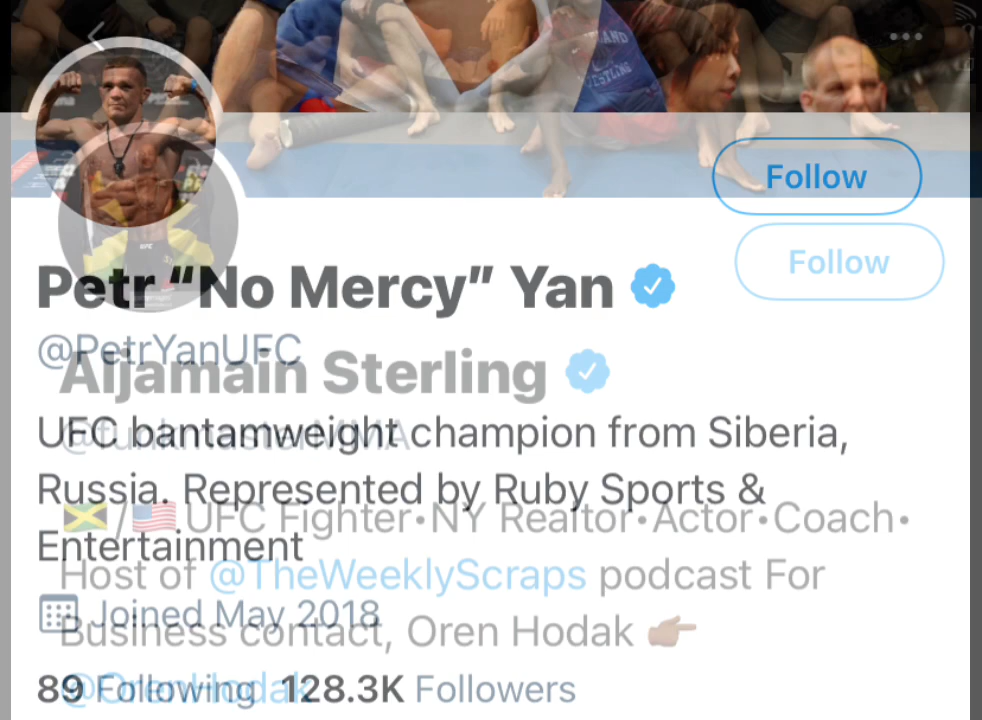 Follow
Follow
Petr “No Mercy” Yan
@PetrYanUFC
Aljamain Sterling
UFC bantamweight champion from Siberia,
@funkmasterMMA
Russia. Represented by Ruby Sports &
🇯🇲/🇺🇸UFC Fighter•NY Realtor•Actor•Coach•
Entertainment
Host of @TheWeeklyScraps podcast For
Joined May 2018
Business contact, Oren Hodak 👉🏽
89 Following 128.3K Followers
@OrenHodak